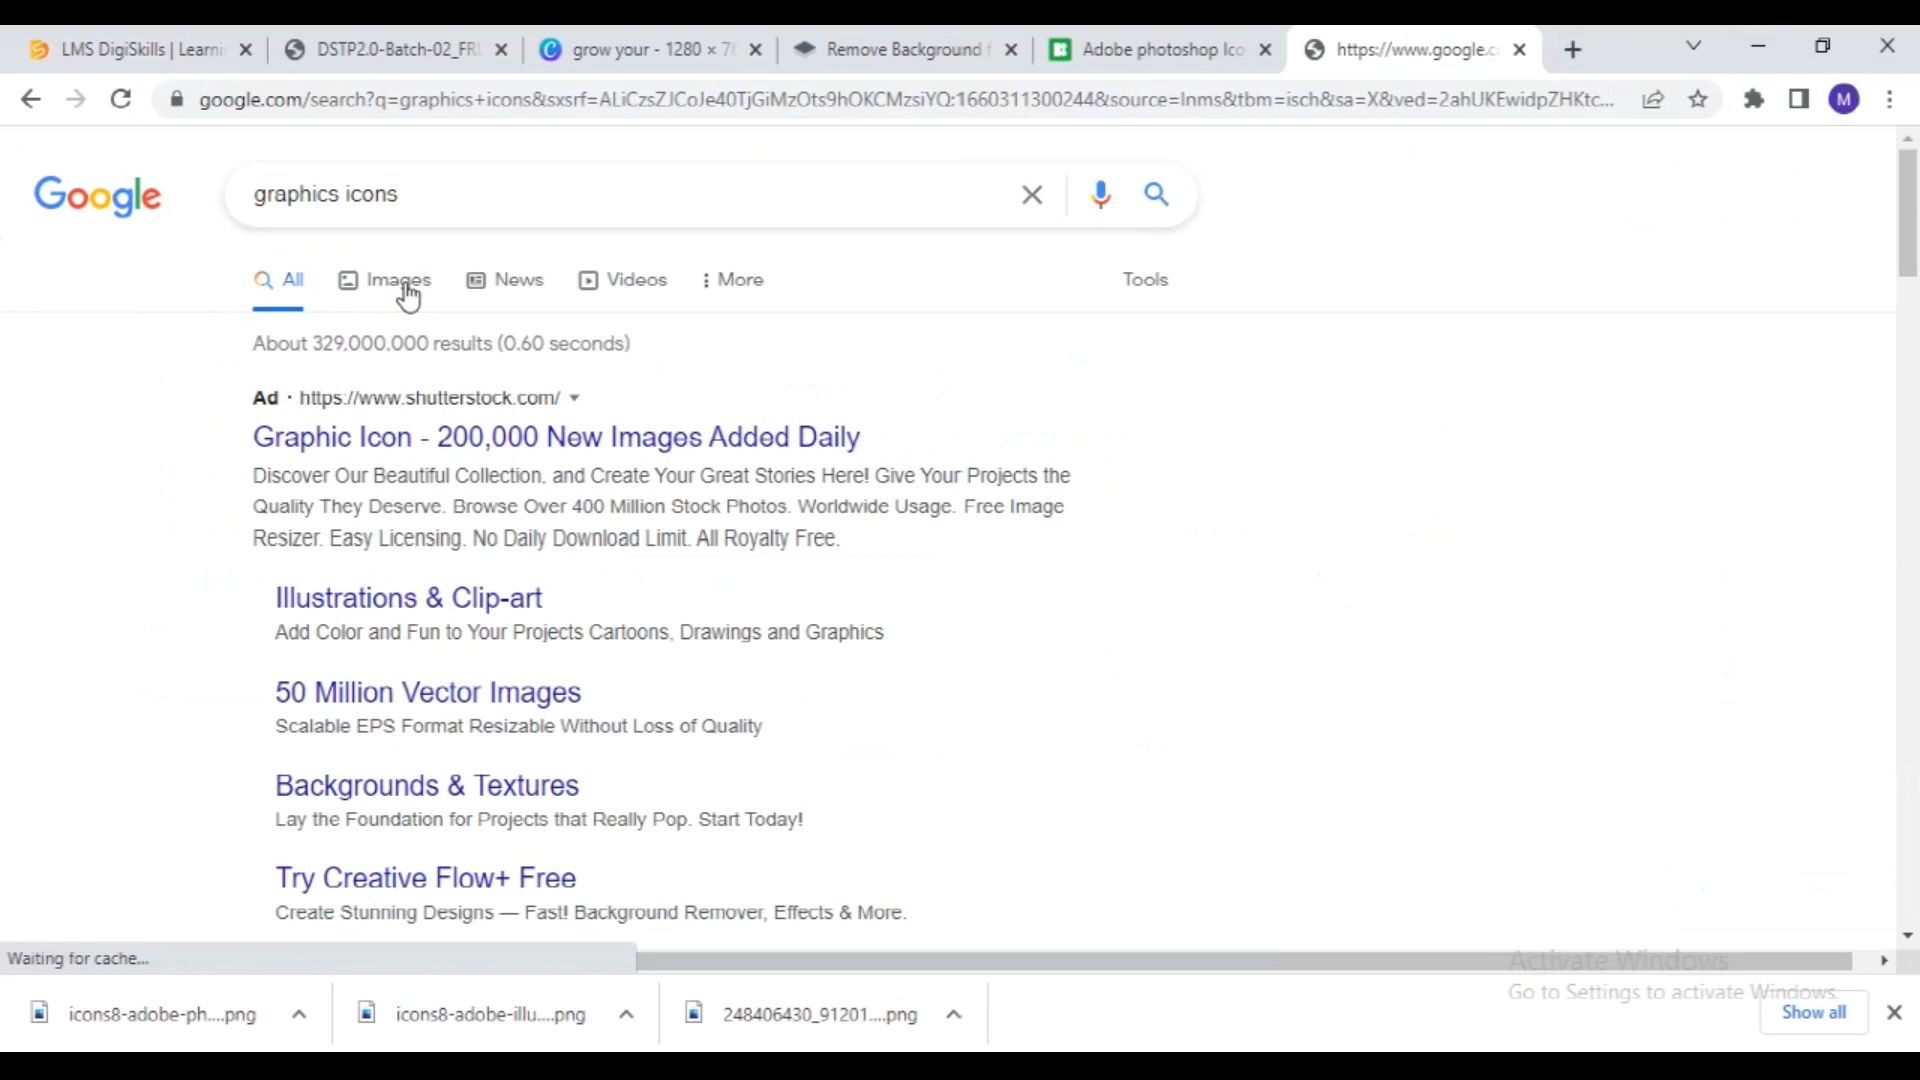 LMS DigiSkills | Learni
DSTP2.0-Batch-02_FRL
grow your - 1280 × 7
Remove Background f
Adobe photoshop Ico
https://www.google.c
google.com/search?q=graphics+icons&sxsrf=ALiCzsZJCoJe40TjGiMzOts9hOKCMzsiYQ:1660311300244&source=lnms&tbm=isch&sa=X&ved=2ahUKEwidpZHKtc...
M
Google
graphics icons
All
Images
News
Videos
More
Tools
About 329,000,000 results (0.60 seconds)
Ad · https://www.shutterstock.com/
Graphic Icon - 200,000 New Images Added Daily
Discover Our Beautiful Collection, and Create Your Great Stories Here! Give Your Projects the
Quality They Deserve. Browse Over 400 Million Stock Photos. Worldwide Usage. Free Image
Resizer. Easy Licensing. No Daily Download Limit. All Royalty Free.
Illustrations & Clip-art
Add Color and Fun to Your Projects Cartoons, Drawings and Graphics
50 Million Vector Images
Scalable EPS Format Resizable Without Loss of Quality
Backgrounds & Textures
Lay the Foundation for Projects that Really Pop. Start Today!
Try Creative Flow+ Free
Create Stunning Designs — Fast! Background Remover, Effects & More.
Waiting for cache...
Activate Windows
Go to Settings to activate Windows.
icons8-adobe-ph....png
icons8-adobe-illu....png
248406430_91201....png
Show all